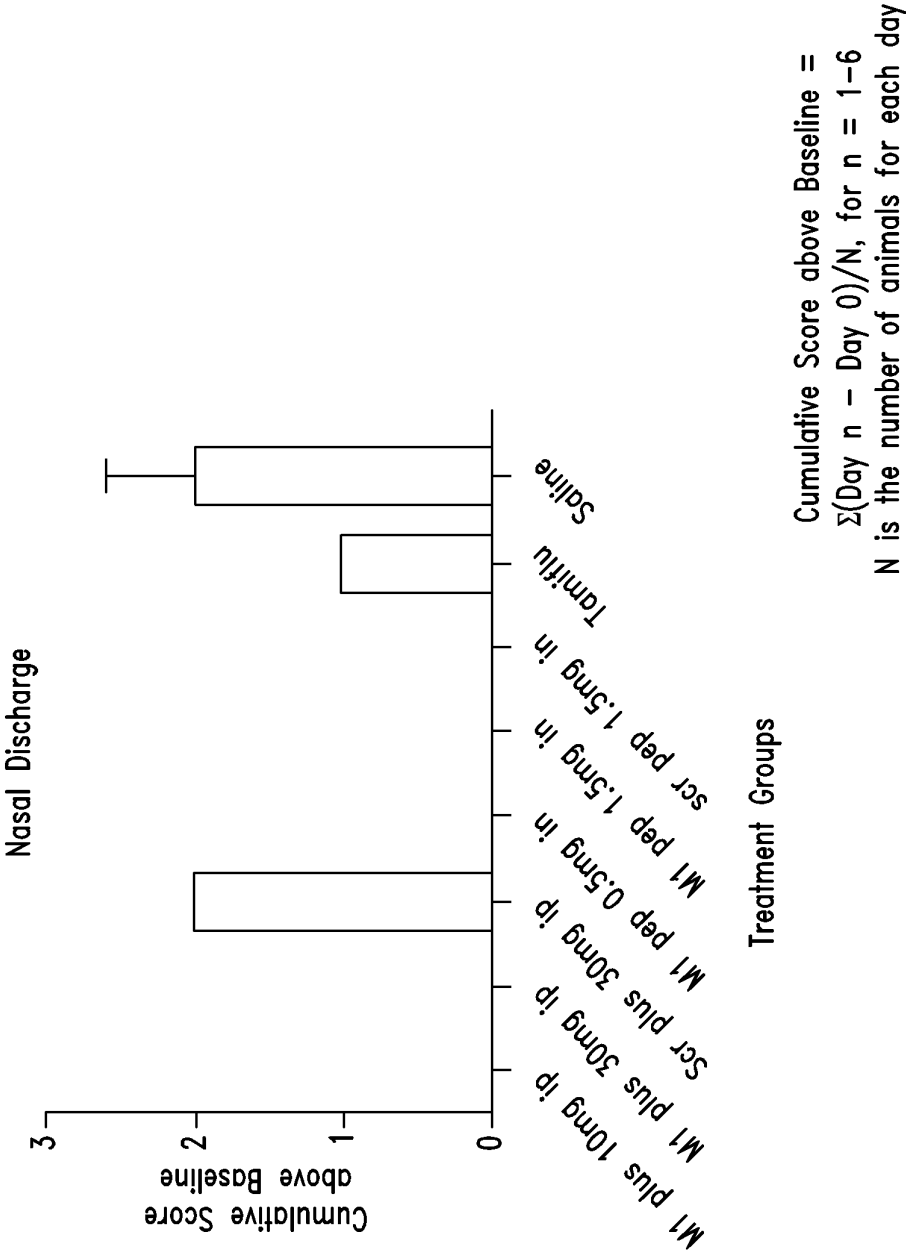 Nasal Discharge
Cumulative Score
above Baseline
3
2
1
0
M1 plus 10mg ip
M1 plus 30mg ip
Scr plus 30mg ip
M1 pep 0.5mg in
M1 pep 1.5mg in
scr pep 1.5mg in
Tamiflu
Saline
Treatment Groups
Cumulative Score above Baseline =
Σ(Day n − Day 0)/N, for n = 1−6
N is the number of animals for each day